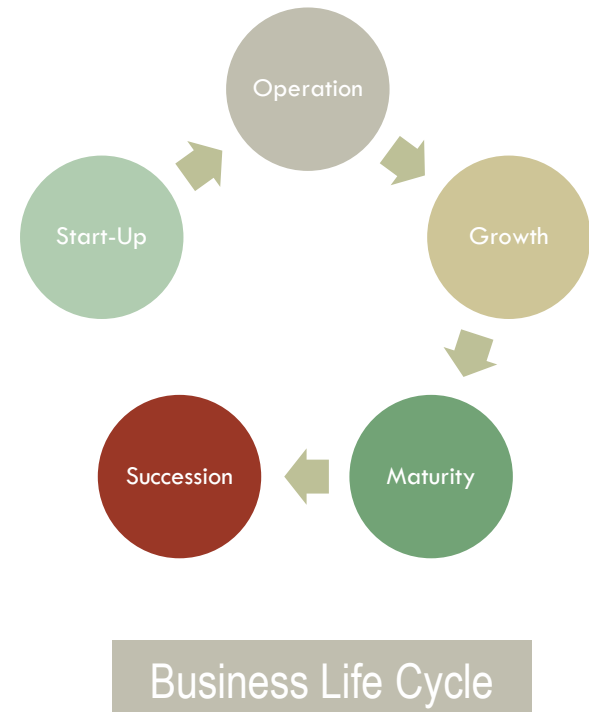 Operation
Start-Up
Growth
Succession
Maturity
Business Life Cycle